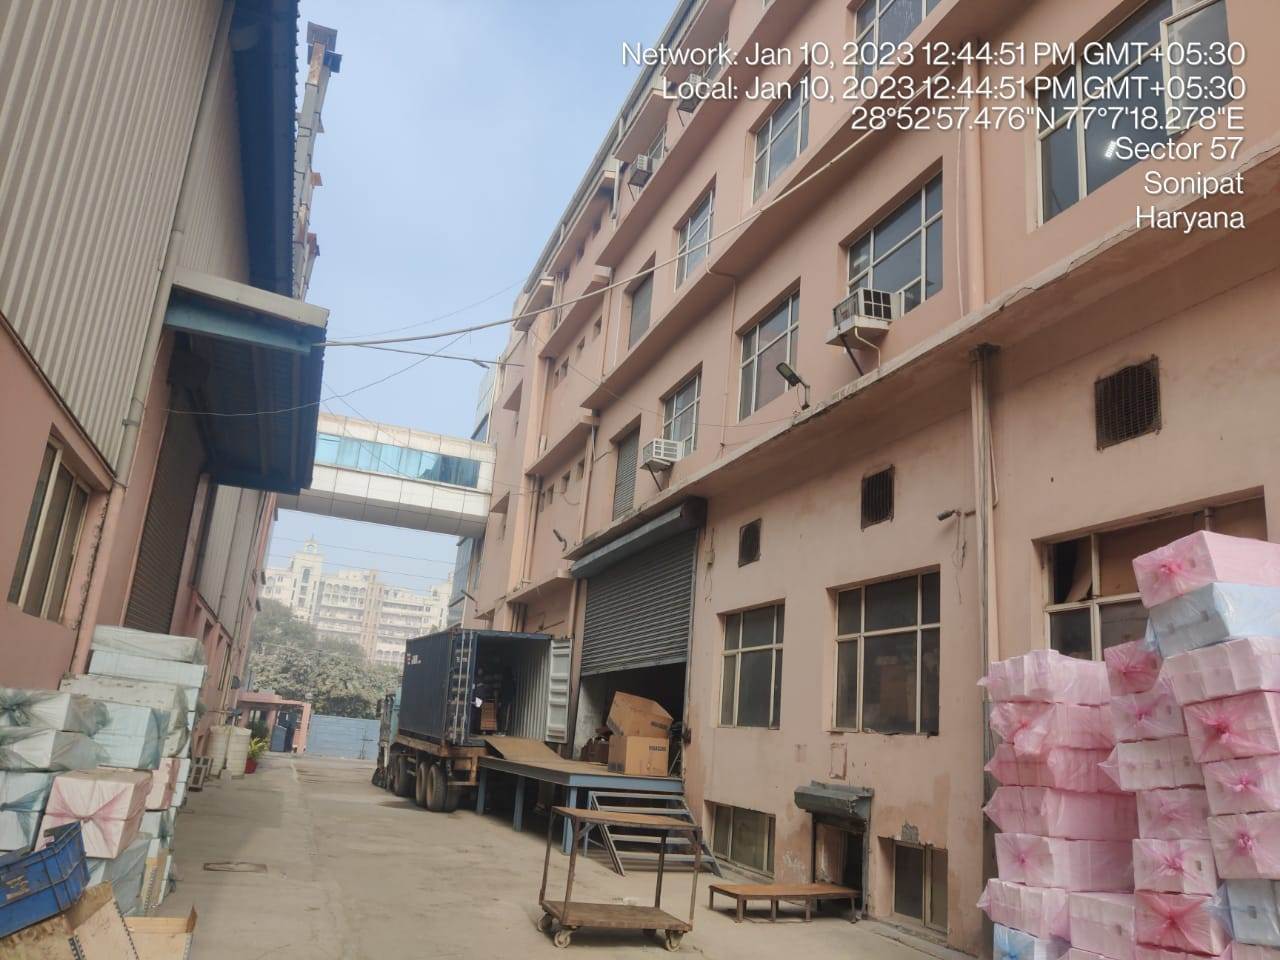 Network: Jan 10, 2023 12:44:51 PM GMT+05:30
Local: Jan 10, 2023 12:44:51 PM GMT+05:30
28°52'57.476"N 77°7'18.278"E
Sector 57
Sonipat
Haryana